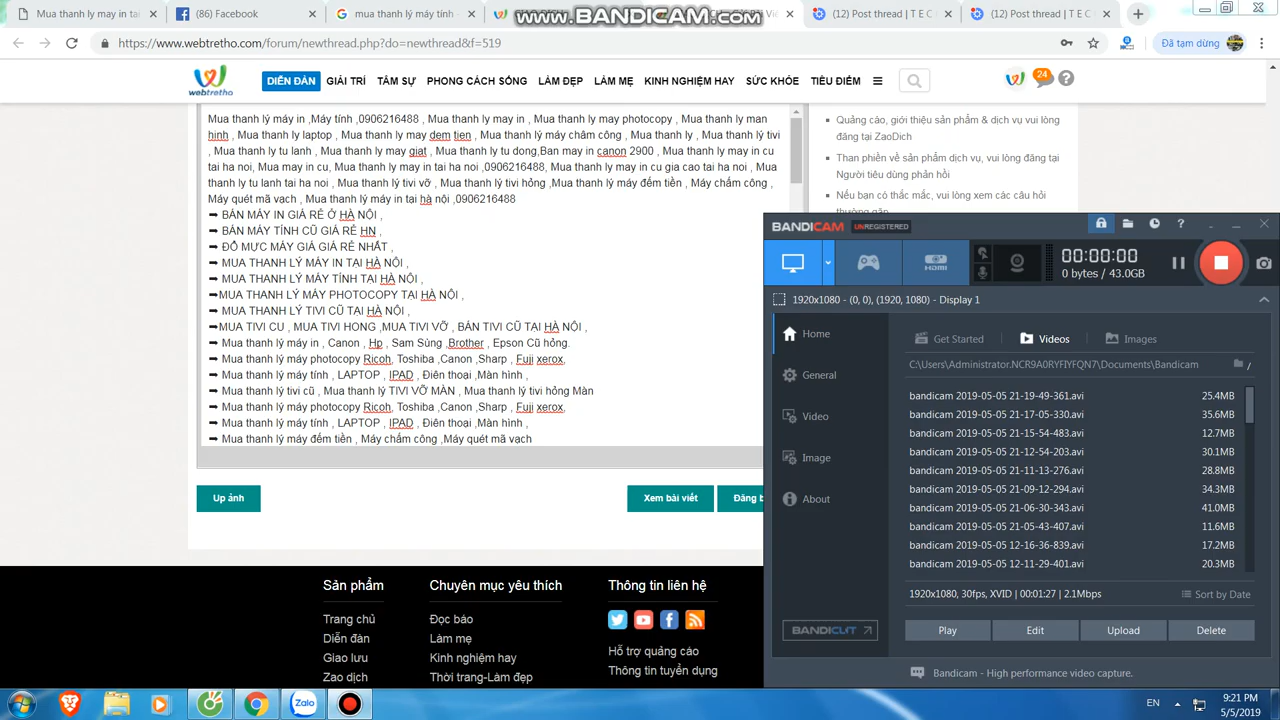 Mua thanh lý may in tai
(86) Facebook
mua thanh lý máy tính
www.BANDICAM.com
(12) Post thread | T E C
(12) Post thread | T E C
https://www.webtretho.com/forum/newthread.php?do=newthread&f=519
Đã tạm dừng
webtretho
DIỄN ĐÀN GIẢI TRÍ TÂM SỰ PHONG CÁCH SỐNG LÀM ĐẸP LÀM MẸ KINH NGHIỆM HAY SỨC KHỎE TIÊU ĐIỂM
24
Mua thanh lý máy in ,Máy tính ,0906216488 , Mua thanh lý may in , Mua thanh ly may photocopy , Mua thanh ly man
hinh , Mua thanh ly laptop , Mua thanh ly may dem tien , Mua thanh lý máy châm công , Mua thanh ly , Mua thanh lý tivi
, Mua thanh ly tu lanh , Mua thanh ly may giat , Mua thanh ly tu dong,Ban may in canon 2900 , Mua thanh ly may in cu
tai ha noi, Mua may in cu, Mua thanh ly may in tai ha noi ,0906216488, Mua thanh ly may in cu gia cao tai ha noi , Mua
thanh ly tu lanh tai ha noi , Mua thanh lý tivi vỡ , Mua thanh lý tivi hỏng ,Mua thanh lý máy đếm tiền , Máy chấm công ,
Máy quét mã vạch , Mua thanh lý máy in tại hà nội ,0906216488
➡ BÁN MÁY IN GIÁ RẺ Ở HÀ NỘI ,
➡ BÁN MÁY TÍNH CŨ GIÁ RẺ HN ,
➡ ĐỔ MỰC MÁY GIÁ GIÁ RẺ NHẤT ,
➡ MUA THANH LÝ MÁY IN TẠI HÀ NỘI ,
➡ MUA THANH LÝ MÁY TÍNH TẠI HÀ NỘI ,
➡MUA THANH LÝ MÁY PHOTOCOPY TẠI HÀ NỘI ,
➡ MUA THANH LÝ TIVI CŨ TẠI HÀ NỘI ,
➡MUA TIVI CU , MUA TIVI HONG ,MUA TIVI VỠ , BÁN TIVI CŨ TẠI HÀ NỘI ,
➡ Mua thanh lý máy in , Canon , Hp , Sam Sùng ,Brother , Epson Cũ hỏng.
➡ Mua thanh lý máy photocopy Ricoh, Toshiba ,Canon ,Sharp , Fuji xerox.
➡ Mua thanh lý máy tính , LAPTOP , IPAD , Điện thoại ,Màn hình ,
➡ Mua thanh lý tivi cũ , Mua thanh lý TIVI VỠ MÀN , Mua thanh lý tivi hỏng Màn
➡ Mua thanh lý máy photocopy Ricoh, Toshiba ,Canon ,Sharp , Fuji xerox.
➡ Mua thanh lý máy tính , LAPTOP , IPAD , Điện thoại ,Màn hình ,
➡ Mua thanh lý máy đếm tiền , Máy chấm công ,Máy quét mã vạch
Quảng cáo, giới thiệu sản phẩm & dịch vụ vui lòng
đăng tại ZaoDich
Than phiền về sản phẩm dịch vụ, vui lòng đăng tại
Người tiêu dùng phản hồi
Nếu bạn có thắc mắc, vui lòng xem các câu hỏi
thường gặp
Up ảnh
Xem bài viết
Đăng b
Sản phẩm
Trang chủ
Diễn đàn
Giao lưu
Zao dịch
Chuyên mục yêu thích
Đọc báo
Làm mẹ
Kinh nghiệm hay
Thời trang-Làm đẹp
Thông tin liên hệ
Hỗ trợ quảng cáo
Thông tin tuyển dụng
BANDICAM UNREGISTERED
HDMI
00:00:00
0 bytes / 43.0GB
1920x1080 - (0, 0), (1920, 1080) - Display 1
Home
General
Video
Image
About
BANDICUT
Get Started
Videos
Images
C:\Users\Administrator.NCR9A0RYFIYFQN7\Documents\Bandicam
bandicam 2019-05-05 21-19-49-361.avi 25.4MB
bandicam 2019-05-05 21-17-05-330.avi 35.6MB
bandicam 2019-05-05 21-15-54-483.avi 12.7MB
bandicam 2019-05-05 21-12-54-203.avi 30.1MB
bandicam 2019-05-05 21-11-13-276.avi 28.8MB
bandicam 2019-05-05 21-09-12-294.avi 34.3MB
bandicam 2019-05-05 21-06-30-343.avi 41.0MB
bandicam 2019-05-05 21-05-43-407.avi 11.6MB
bandicam 2019-05-05 12-16-36-839.avi 17.2MB
bandicam 2019-05-05 12-11-29-401.avi 20.3MB
1920x1080, 30fps, XVID | 00:01:27 | 2.1Mbps
Sort by Date
Play
Edit
Upload
Delete
Bandicam - High performance video capture.
Zalo
EN
9:21 PM
5/5/2019